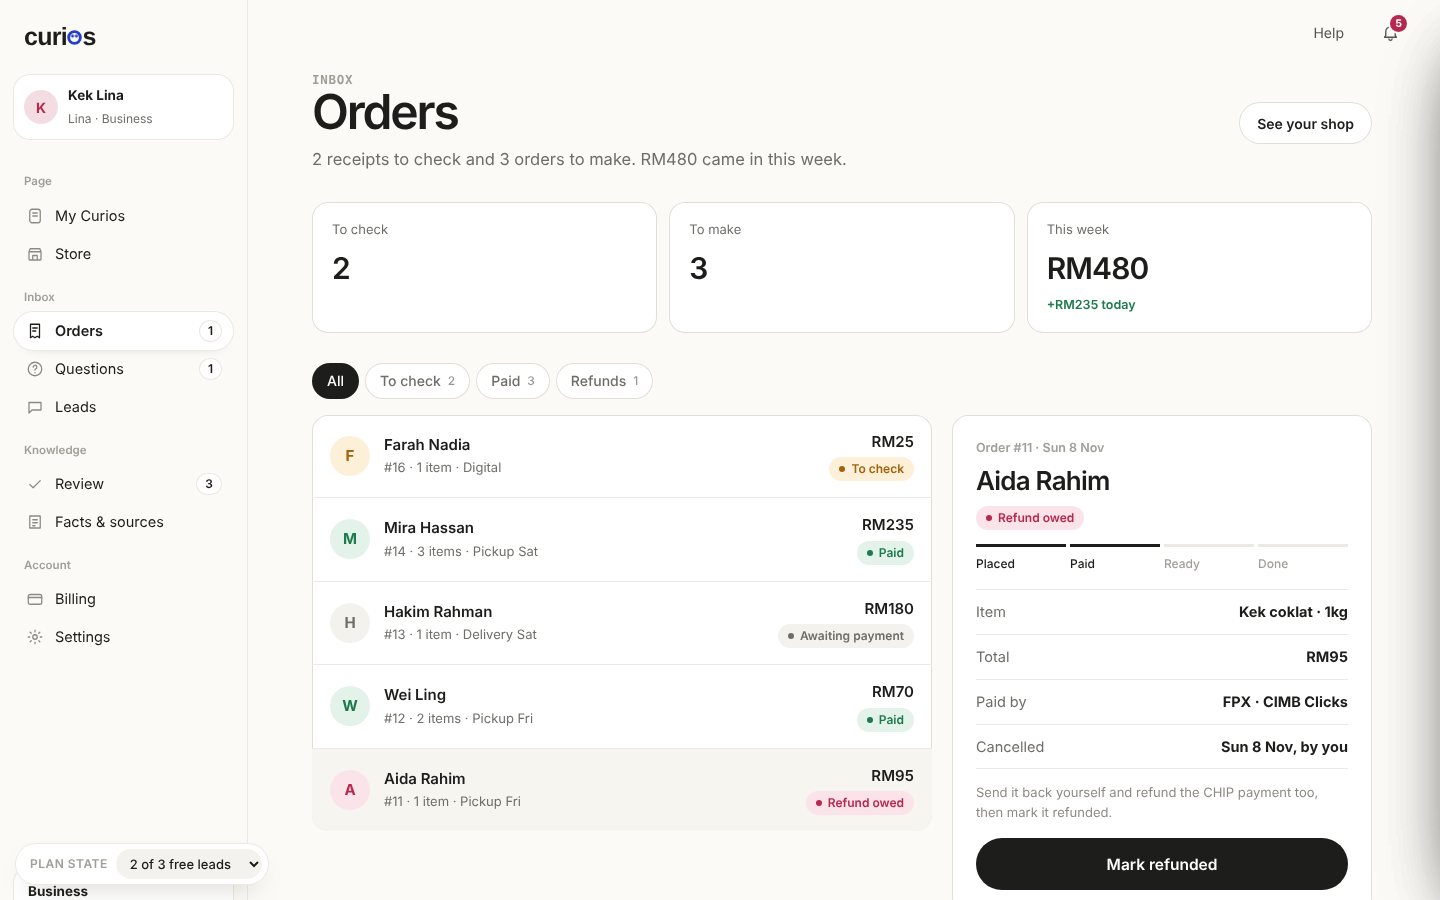 curios
Kek Lina
K
Lina · Business
Page
My Curios
Store
Inbox
Orders 1
Questions 1
Leads
Knowledge
Review 3
Facts & sources
Account
Billing
Settings
PLAN STATE 2 of 3 free leads
Business
Help
5
INBOX
Orders
See your shop
2 receipts to check and 3 orders to make. RM480 came in this week.
To check
2
To make
3
This week
RM480
+RM235 today
All
To check 2
Paid 3
Refunds 1
F
Farah Nadia RM25
#16 · 1 item · Digital To check
M
Mira Hassan RM235
#14 · 3 items · Pickup Sat Paid
H
Hakim Rahman RM180
#13 · 1 item · Delivery Sat Awaiting payment
W
Wei Ling RM70
#12 · 2 items · Pickup Fri Paid
A
Aida Rahim RM95
#11 · 1 item · Pickup Fri Refund owed
Order #11 · Sun 8 Nov
Aida Rahim
Refund owed
Placed Paid Ready Done
Item Kek coklat · 1kg
Total RM95
Paid by FPX · CIMB Clicks
Cancelled Sun 8 Nov, by you
Send it back yourself and refund the CHIP payment too,
then mark it refunded.
Mark refunded